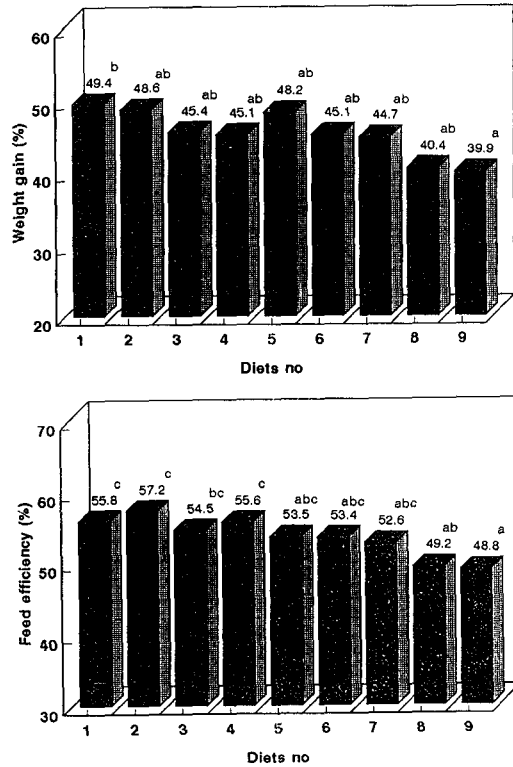 60
b
49.4
ab
48.6
ab
45.4
ab
45.1
ab
48.2
ab
45.1
ab
44.7
ab
40.4
a
39.9
50
40
30
20
Weight gain (%)
1 2 3 4 5 6 7 8 9
Diets no
70
c
55.8
c
57.2
bc
54.5
c
55.6
abc
53.5
abc
53.4
abc
52.6
ab
49.2
a
48.8
60
50
40
30
Feed efficiency (%)
1 2 3 4 5 6 7 8 9
Diets no